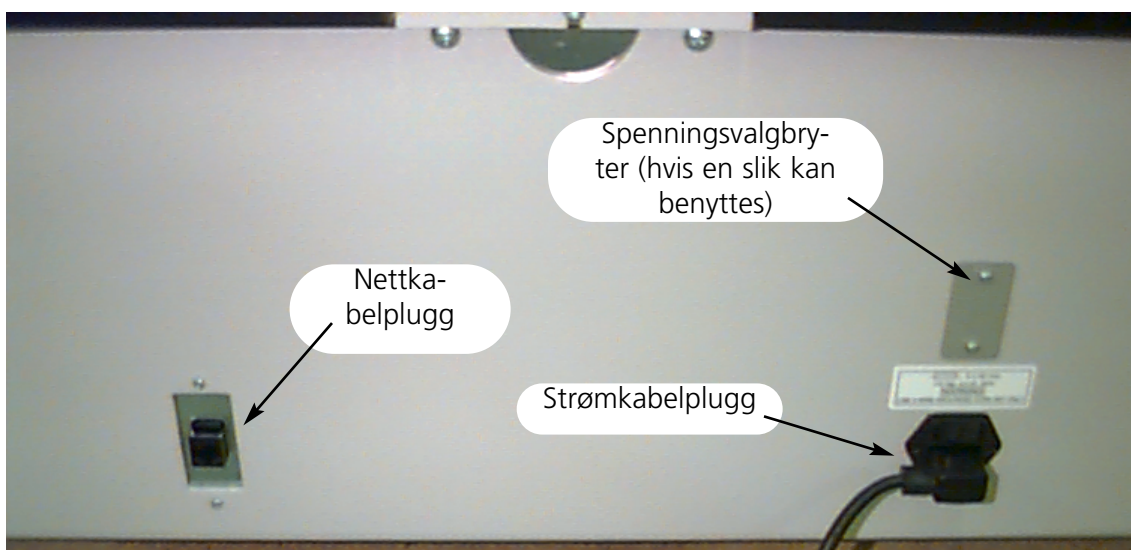 Spenningsvalgbry-
ter (hvis en slik kan
benyttes)
Nettka-
belplugg
Strømkabelplugg